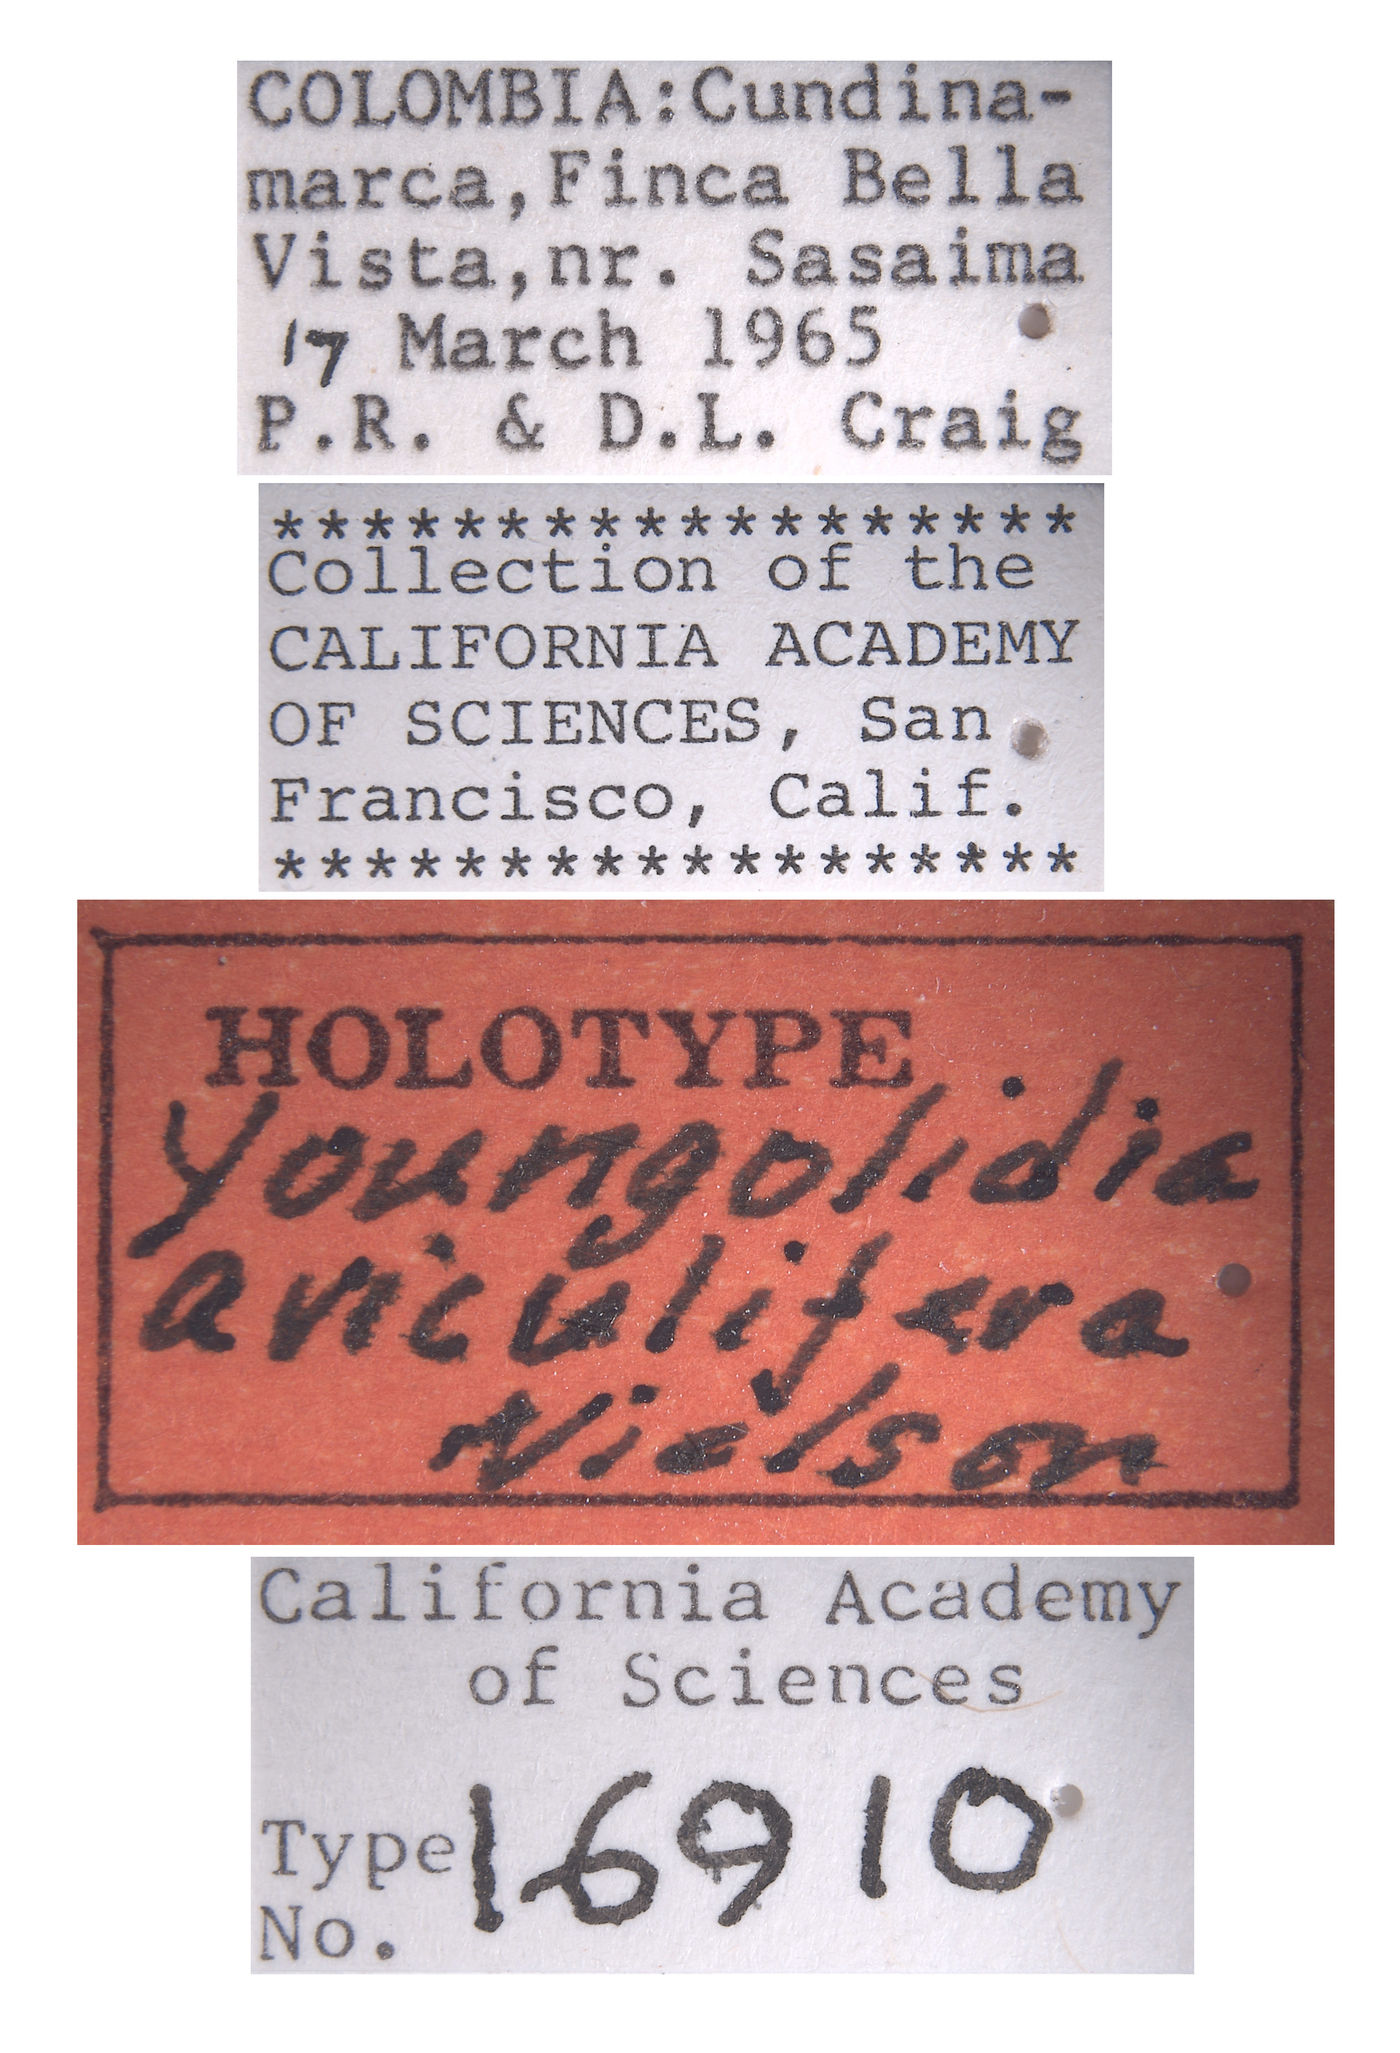 COLOMBIA:Cundina-
marca,Finca Bella
Vista,nr. Sasaima
17 March 1965
P.R. & D.L. Craig
******************
Collection of the
CALIFORNIA ACADEMY
OF SCIENCES, San
Francisco, Calif.
******************
HOLOTYPE
Youngolidia
aviculifera
Nielson
California Academy
of Sciences
Type
No. 16910